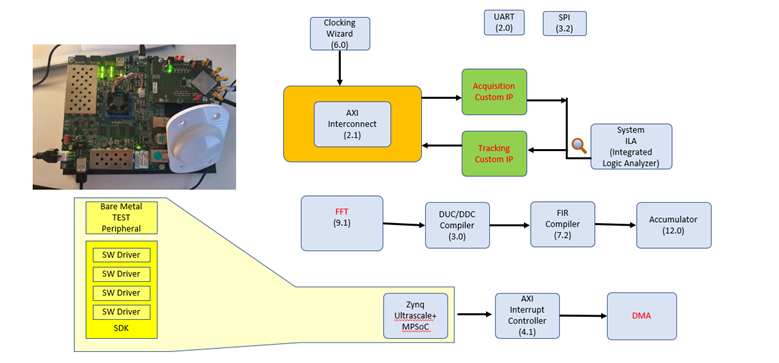 Clocking
Wizard
(6.0)
UART
(2.0)
SPI
(3.2)
AXI
Interconnect
(2.1)
Acquisition
Custom IP
Tracking
Custom IP
System
ILA
(Integrated
Logic Analyzer)
Bare Metal
TEST
Peripheral
SW Driver
SW Driver
SW Driver
SW Driver
SDK
FFT
(9.1)
DUC/DDC
Compiler
(3.0)
FIR
Compiler
(7.2)
Accumulator
(12.0)
Zynq
Ultrascale+
MPSoC
AXI
Interrupt
Controller
(4.1)
DMA